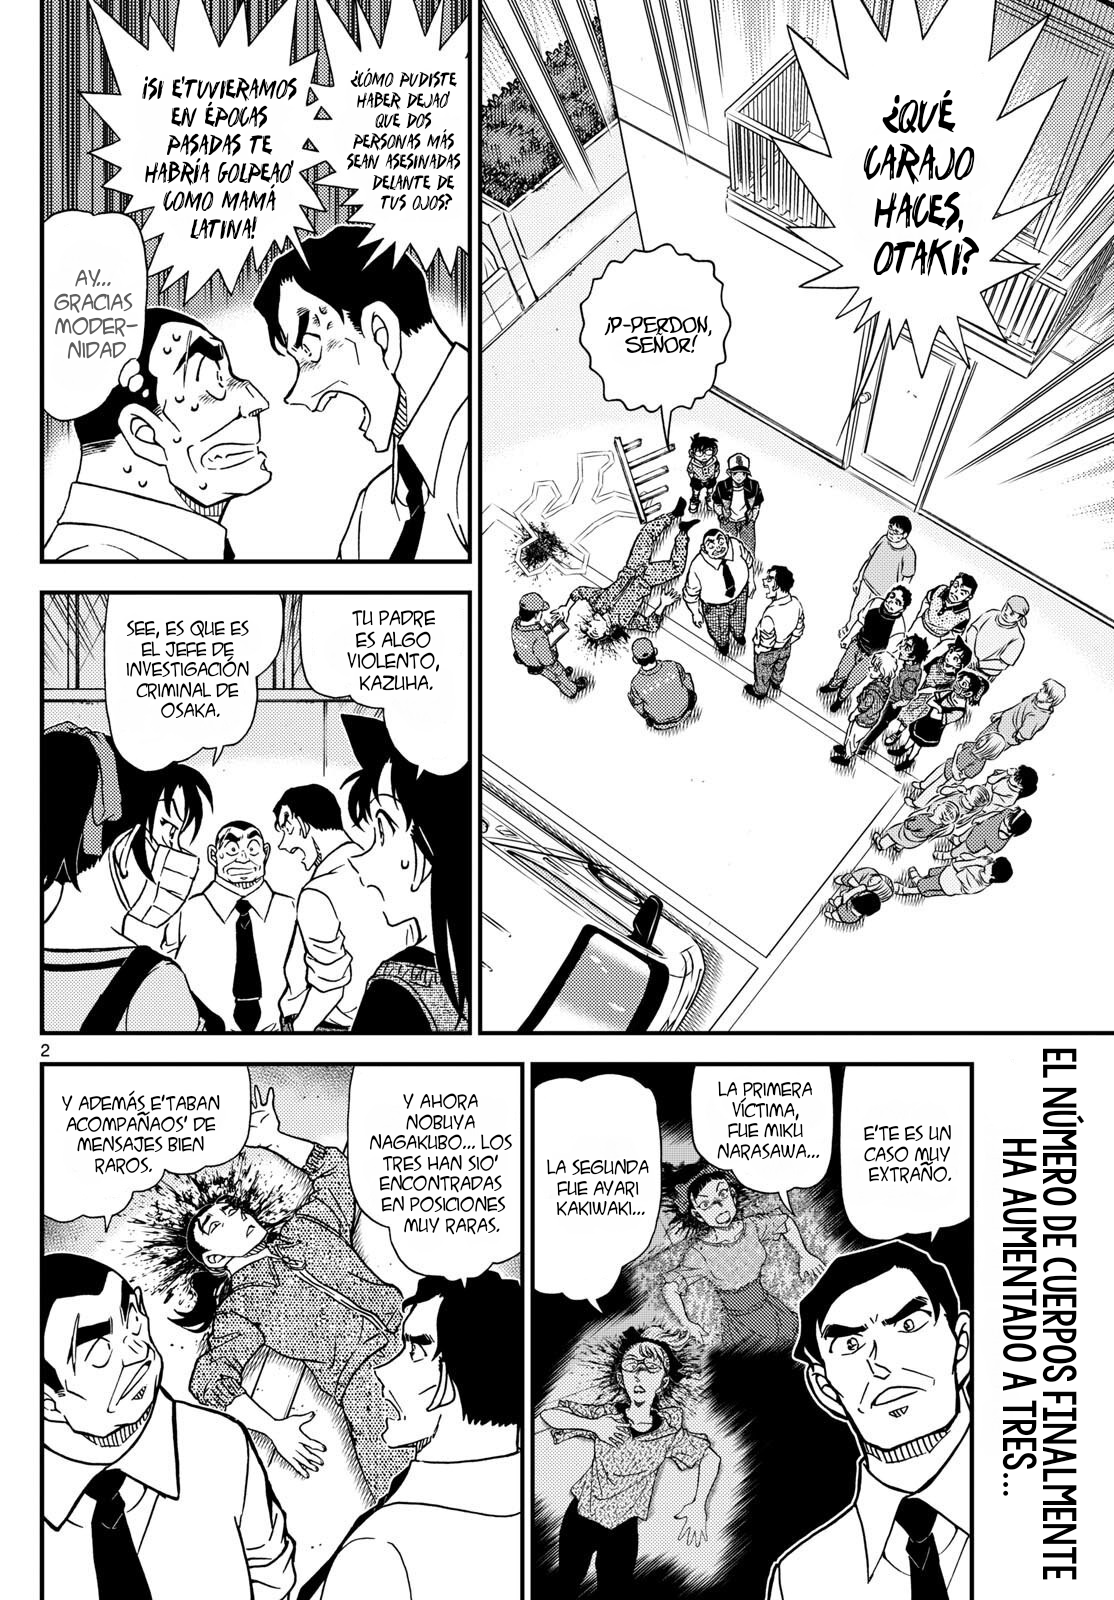 ¿QUÉ
CARAJO
HACES,
OTAKI?
¡P-PERDON,
SEÑOR!
¿CÓMO PUDISTE
HABER DEJAO'
QUE DOS
PERSONAS MÁS
SEAN ASESINADAS
DELANTE DE
TUS OJOS?
¡SI E'TUVIERAMOS
EN ÉPOCAS
PASADAS TE
HABRÍA GOLPEAO'
COMO MAMÁ
LATINA!
AY...
GRACIAS
MODER-
NIDAD
TU PADRE
ES ALGO
VIOLENTO,
KAZUHA.
SEE, ES QUE ES
EL JEFE DE
INVESTIGACIÓN
CRIMINAL DE
OSAKA.
2
EL NÚMERO DE CUERPOS FINALMENTE
HA AUMENTADO A TRES...
E'TE ES UN
CASO MUY
EXTRAÑO.
LA PRIMERA
VÍCTIMA,
FUE MIKU
NARASAWA...
LA SEGUNDA
FUE AYARI
KAKIWAKI...
Y AHORA
NOBUYA
NAGAKUBO... LOS
TRES HAN SIO'
ENCONTRADAS
EN POSICIONES
MUY RARAS.
Y ADEMÁS E'TABAN
ACOMPAÑAOS' DE
MENSAJES BIEN
RAROS.